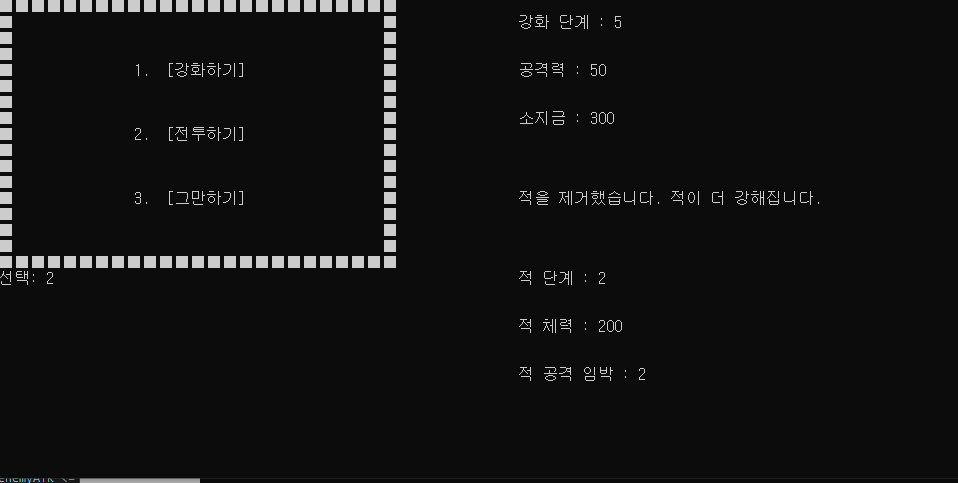 1. [강화하기]
2. [전투하기]
3. [그만하기]
선택: 2
강화 단계 : 5
공격력 : 50
소지금 : 300
적을 제거했습니다. 적이 더 강해집니다.
적 단계 : 2
적 체력 : 200
적 공격 임박 : 2